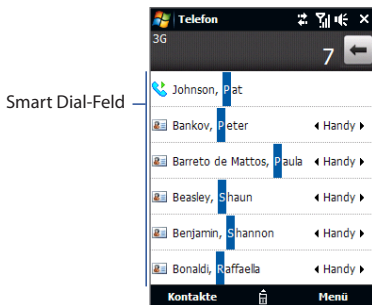 Telefon
3G
7
Smart Dial-Feld
Johnson, Pat
Bankov, Peter Handy
Barreto de Mattos, Paula Handy
Beasley, Shaun Handy
Benjamin, Shannon Handy
Bonaldi, Raffaella Handy
Kontakte Menü